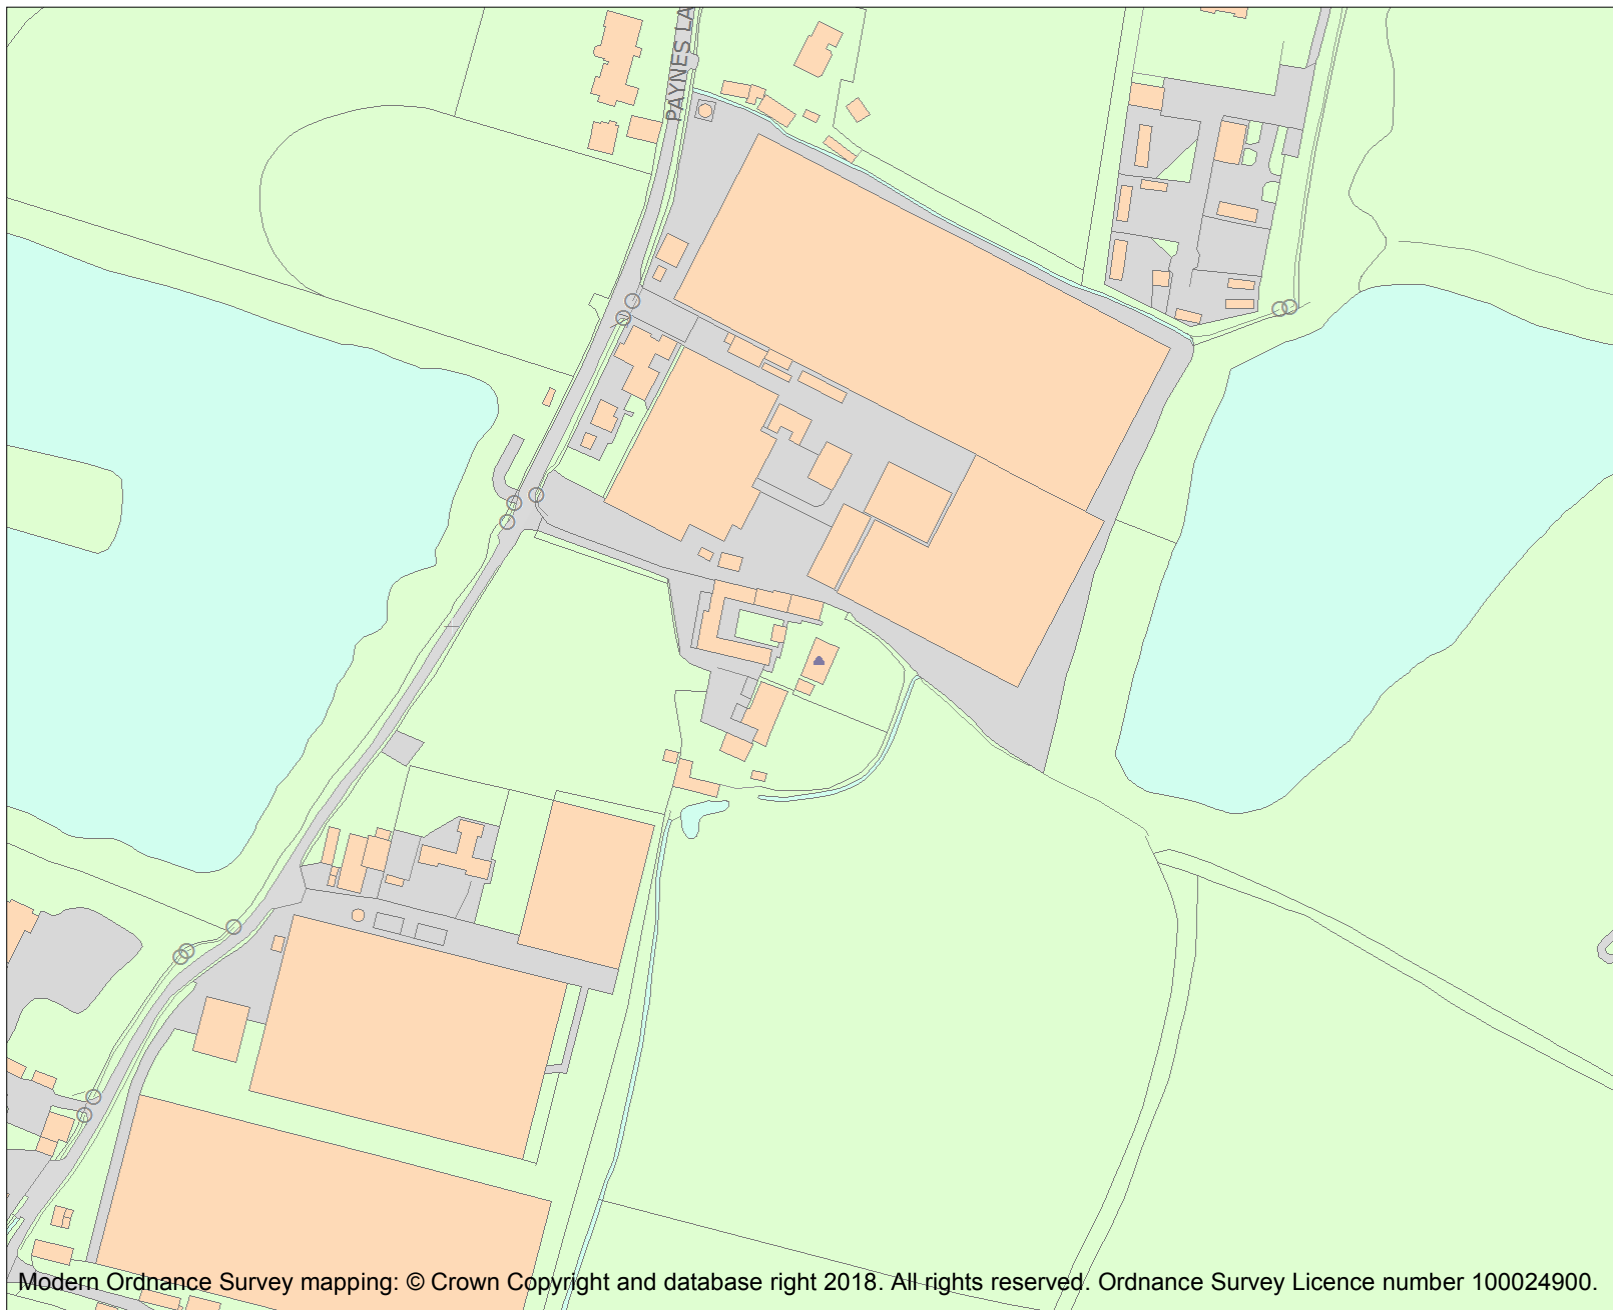 PAYNES LA
Modern Ordnance Survey mapping: © Crown Copyright and database right 2018. All rights reserved. Ordnance Survey Licence number 100024900.